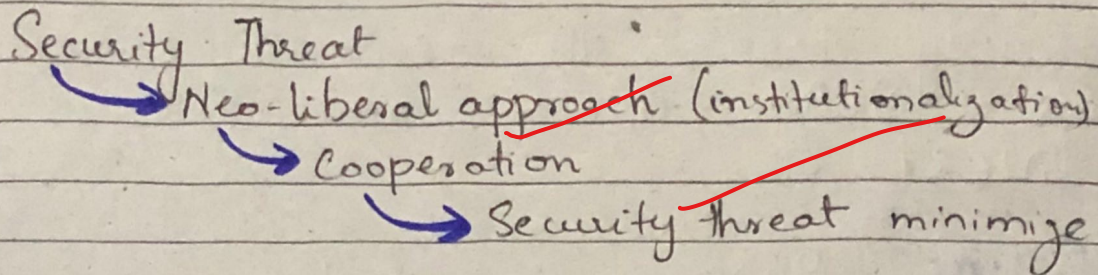 Security Threat
Neo-liberal approach (institutionalization)
Cooperation
Security threat minimize